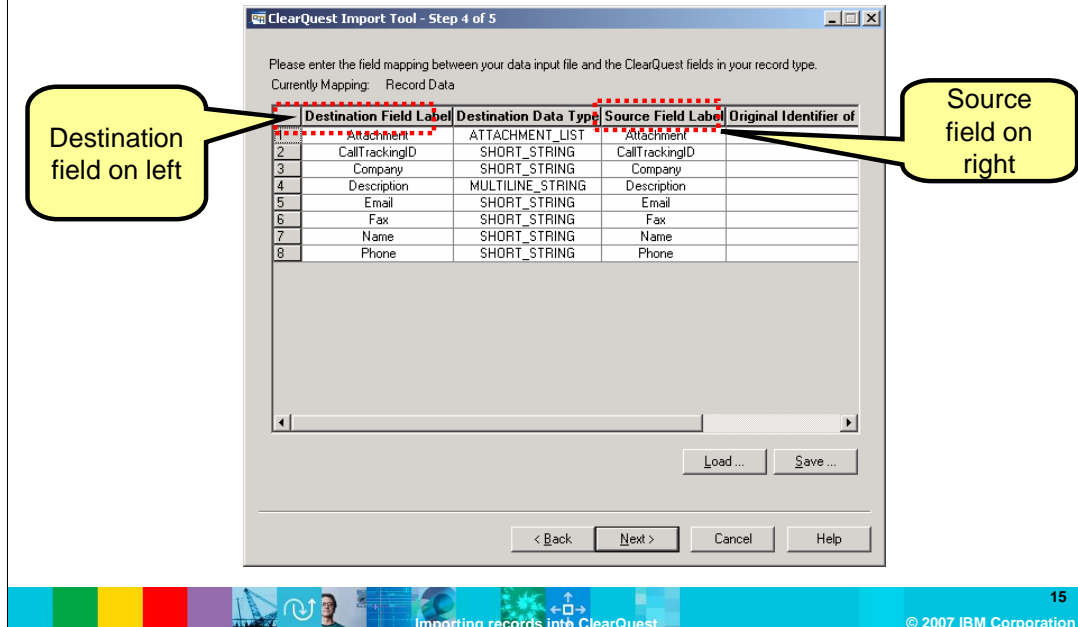 ClearQuest Import Tool - Step 4 of 5
Please enter the field mapping between your data input file and the ClearQuest fields in your record type.
Currently Mapping: Record Data
Destination field on left
Source field on right
Destination Field Label Destination Data Type Source Field Label Original Identifier of
1 Attachment ATTACHMENT_LIST Attachment
2 CallTrackingID SHORT_STRING CallTrackingID
3 Company SHORT_STRING Company
4 Description MULTILINE_STRING Description
5 Email SHORT_STRING Email
6 Fax SHORT_STRING Fax
7 Name SHORT_STRING Name
8 Phone SHORT_STRING Phone
Load ... Save ...
< Back Next > Cancel Help
15
Importing records into ClearQuest
© 2007 IBM Corporation